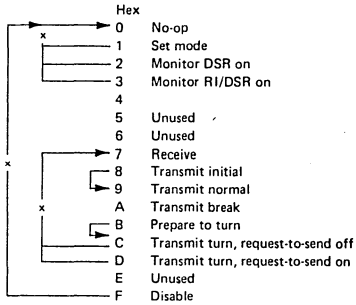 Hex
0 No-op
x
1 Set mode
2 Monitor DSR on
3 Monitor RI/DSR on
4
5 Unused
6 Unused
x
7 Receive
8 Transmit initial
9 Transmit normal
x
A Transmit break
B Prepare to turn
C Transmit turn, request-to-send off
D Transmit turn, request-to-send on
E Unused
F Disable